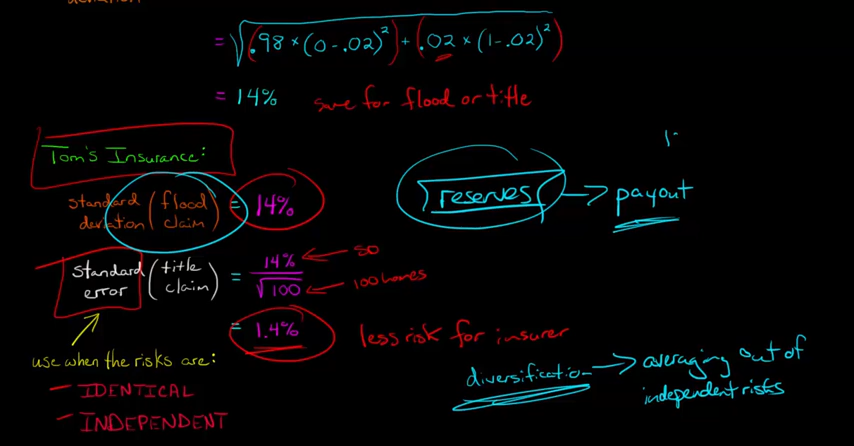 deviation
= √(.98 × (0-.02)²) + (.02 × (1-.02)²)
= 14% same for flood or title
Tom's Insurance:
standard deviation (flood claim) = 14%
reserves → payout
standard error (title claim) = 14% / √100
← SD
← 100 homes
= 1.4% less risk for insurer
use when the risks are:
- IDENTICAL
- INDEPENDENT
diversification → averaging out of
independent risks